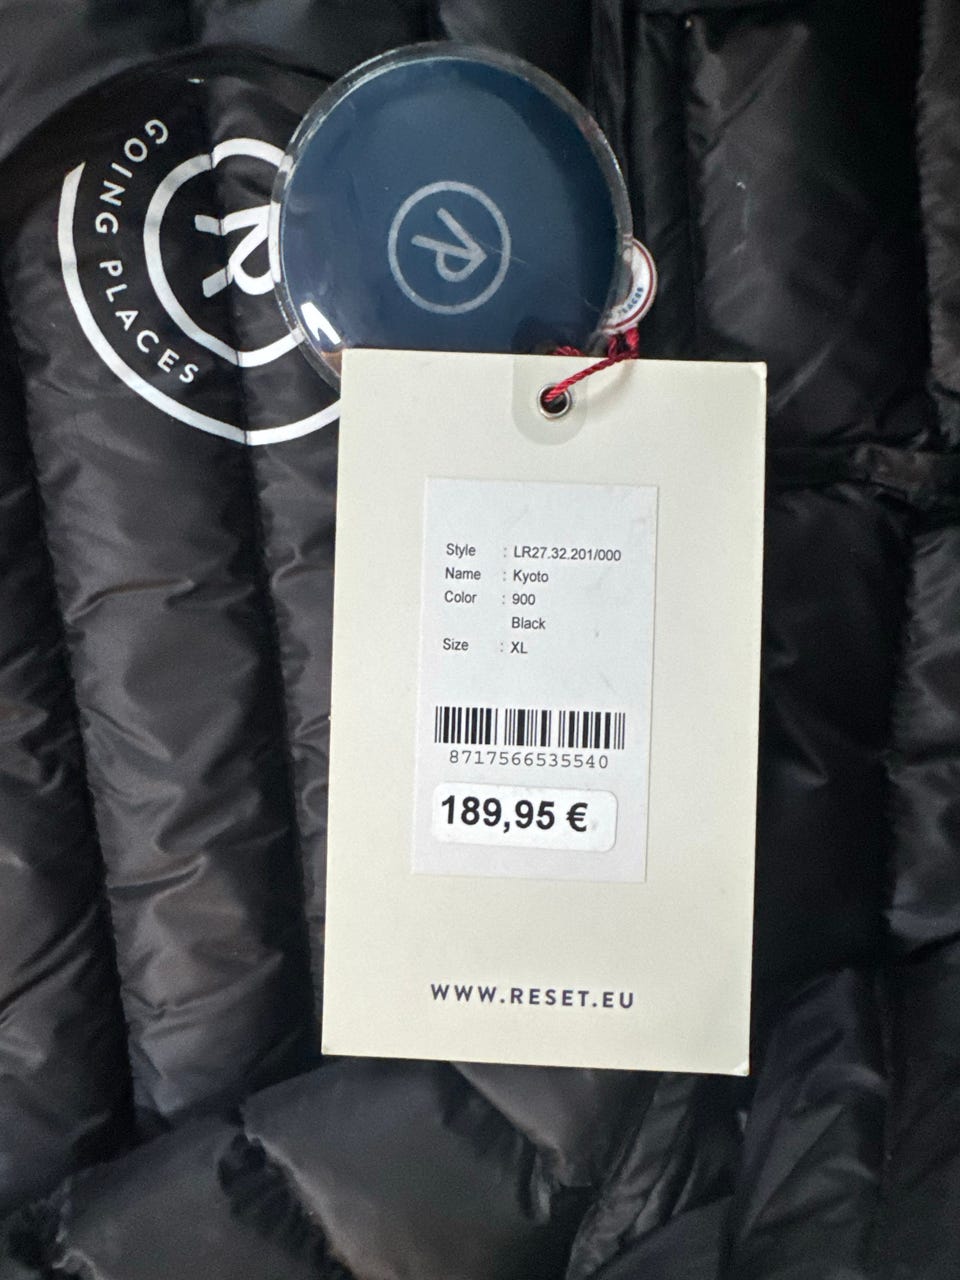 GOING PLACES
R
PLACES
Style : LR27.32.201/000
Name : Kyoto
Color : 900
Black
Size : XL
8717566535540
189,95 €
WWW.RESET.EU